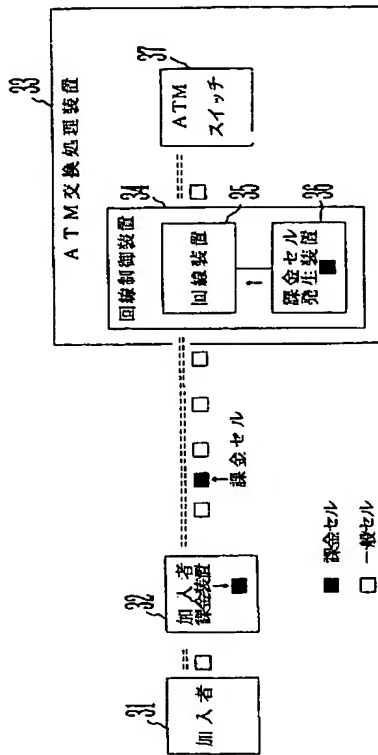 33
ATM交換処理装置
34
回線制御装置
35
回線装置
36
課金セル
発生装置
37
ATM
スイッチ
課金セル
32
加入者
課金装置
31
加入者
■ 課金セル
□ 一般セル